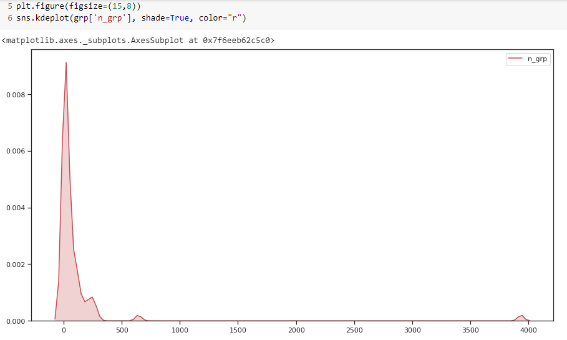 5 plt.figure(figsize=(15,8))
6 sns.kdeplot(grp['n_grp'], shade=True, color="r")
<matplotlib.axes._subplots.AxesSubplot at 0x7f6eeb62c5c0>
n_grp
0.008
0.006
0.004
0.002
0.000
0 500 1000 1500 2000 2500 3000 3500 4000